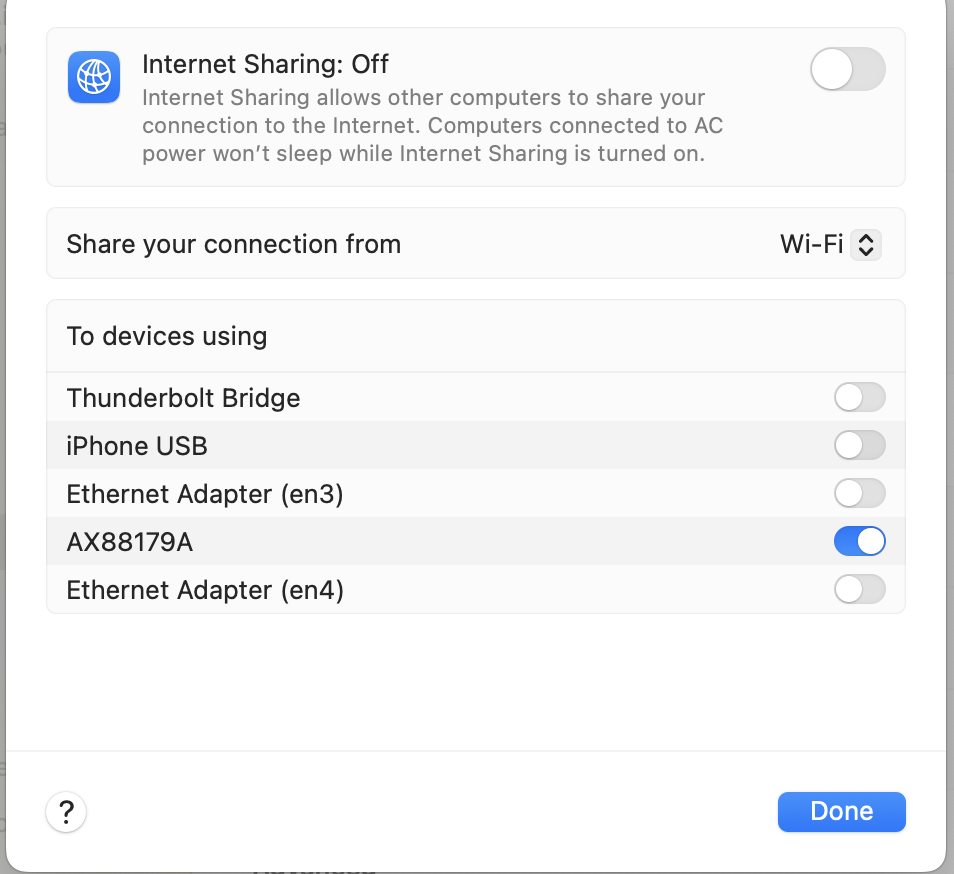 Internet Sharing: Off
Internet Sharing allows other computers to share your
connection to the Internet. Computers connected to AC
power won’t sleep while Internet Sharing is turned on.
Share your connection from
Wi-Fi
To devices using
Thunderbolt Bridge
iPhone USB
Ethernet Adapter (en3)
AX88179A
Ethernet Adapter (en4)
?
Done